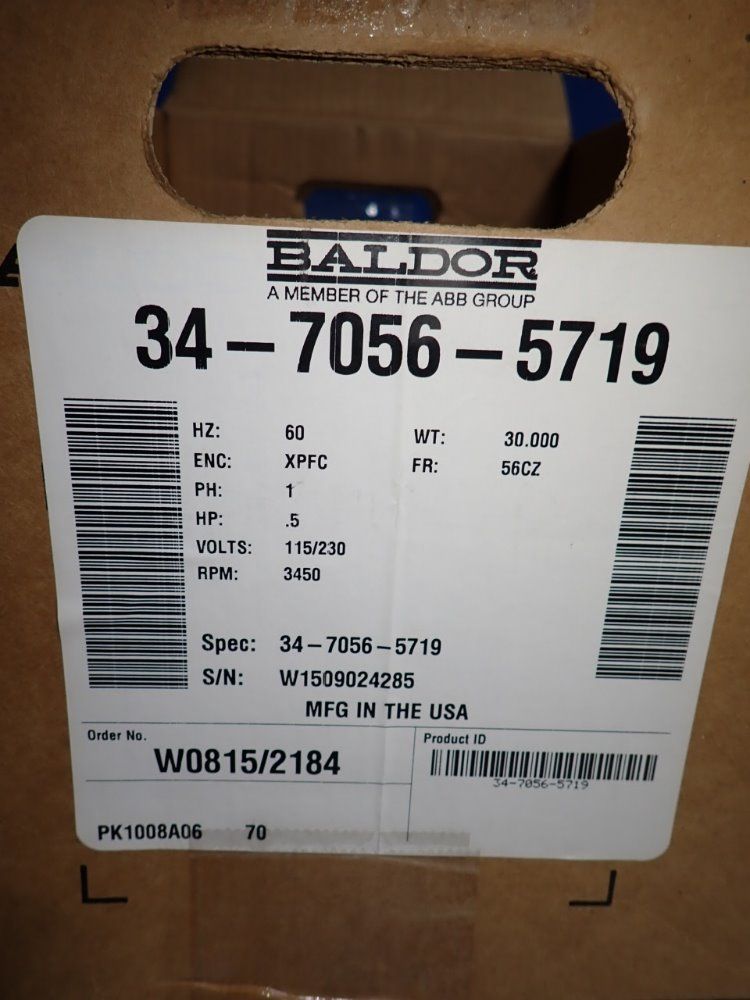 BALDOR
A MEMBER OF THE ABB GROUP
34-7056-5719
HZ: 60 WT: 30.000
ENC: XPFC FR: 56CZ
PH: 1
HP: .5
VOLTS: 115/230
RPM: 3450
Spec: 34-7056-5719
S/N: W1509024285
MFG IN THE USA
Order No. Product ID
W0815/2184
34-7056-5719
PK1008A06 70